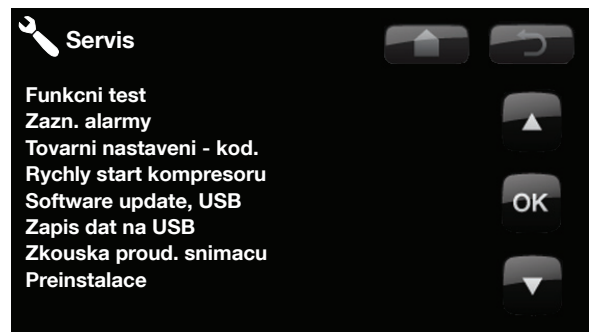 Servis
Funkcni test
Zazn. alarmy
Tovarni nastaveni - kod.
Rychly start kompresoru
Software update, USB
OK
Zapis dat na USB
Zkouska proud. snimacu
Preinstalace